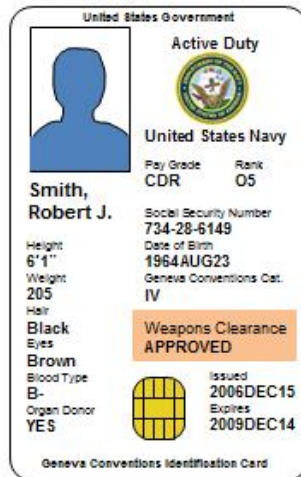 United States Government
Active Duty
United States Navy
Pay Grade Rank
CDR O5
Smith,
Robert J.
Social Security Number
734-28-6149
Height
6'1"
Date of Birth
1964AUG23
Weight
205
Geneva Conventions Cat.
IV
Hair
Black
Eyes
Brown
Weapons Clearance
APPROVED
Blood Type
B-
Organ Donor
YES
Issued
2006DEC15
Expires
2009DEC14
Geneva Conventions Identification Card